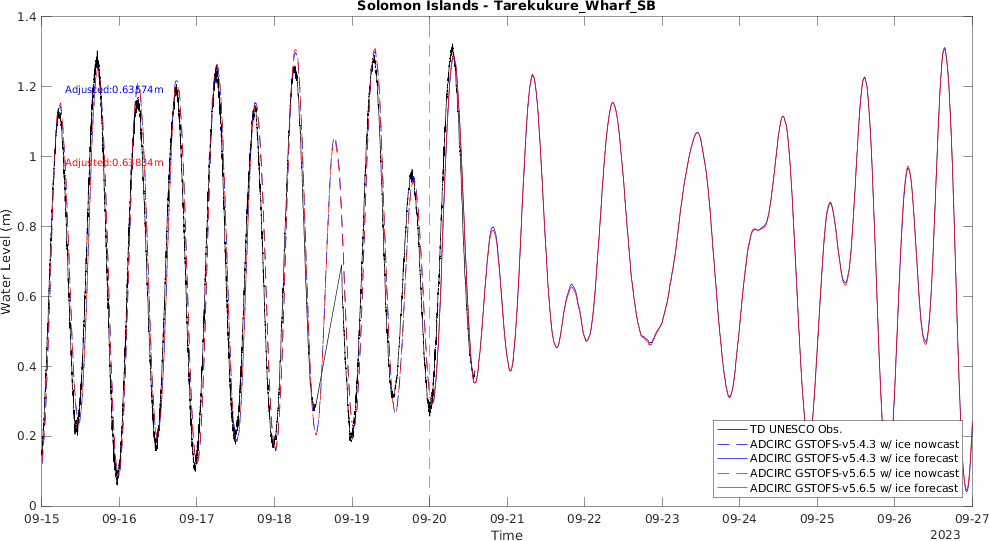 Solomon Islands - Tarekukure_Wharf_SB
1.4
1.2
1
0.8
0.6
0.4
0.2
0
Water Level (m)
Adjusted:0.63574m
Adjusted:0.63834m
TD UNESCO Obs.
ADCIRC GSTOFS-v5.4.3 w/ ice nowcast
ADCIRC GSTOFS-v5.4.3 w/ ice forecast
ADCIRC GSTOFS-v5.6.5 w/ ice nowcast
ADCIRC GSTOFS-v5.6.5 w/ ice forecast
09-15 09-16 09-17 09-18 09-19 09-20 09-21 09-22 09-23 09-24 09-25 09-26 09-27
Time
2023